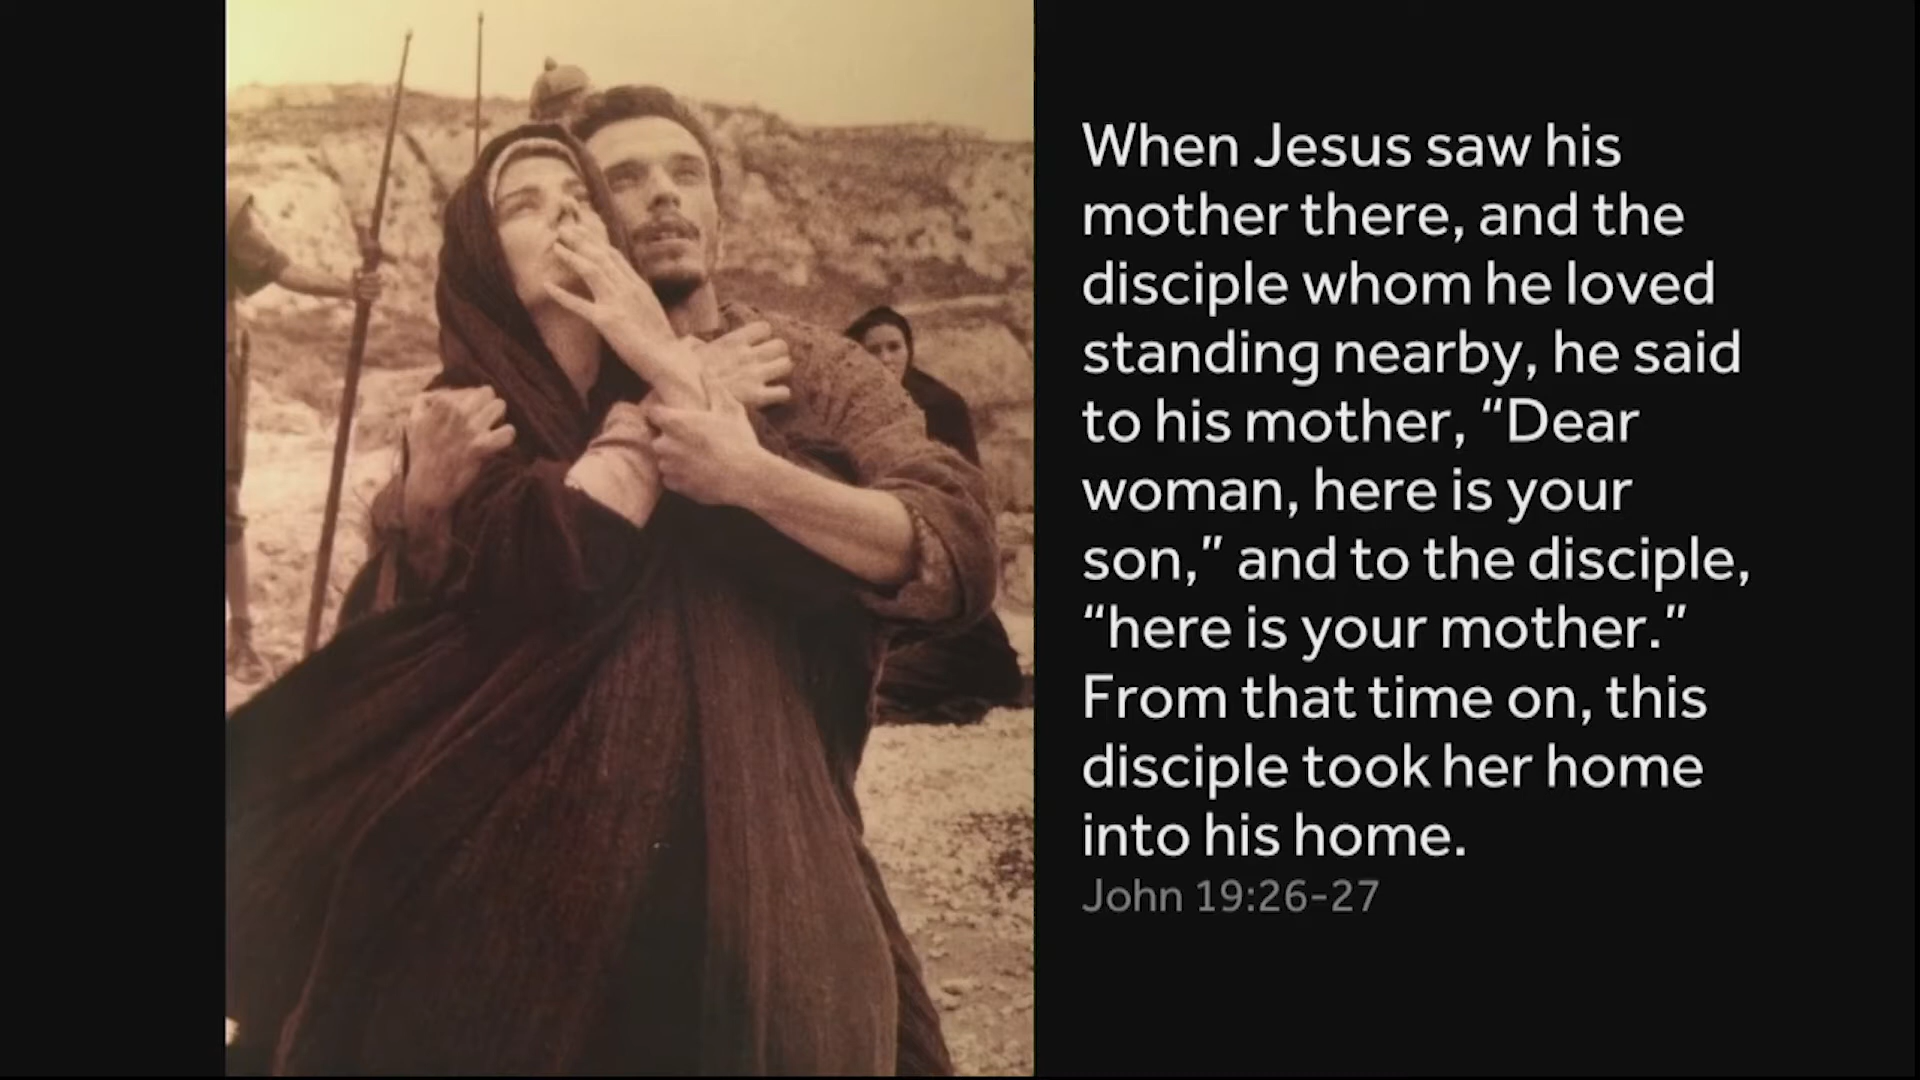 When Jesus saw his
mother there, and the
disciple whom he loved
standing nearby, he said
to his mother, “Dear
woman, here is your
son,” and to the disciple,
“here is your mother.”
From that time on, this
disciple took her home
into his home.
John 19:26-27